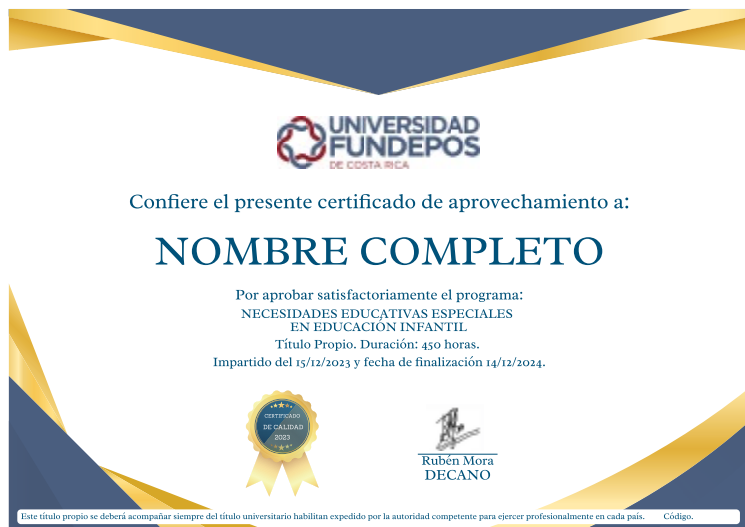 UNIVERSIDAD
FUNDEPOS
DE COSTA RICA
Confiere el presente certificado de aprovechamiento a:
NOMBRE COMPLETO
Por aprobar satisfactoriamente el programa:
NECESIDADES EDUCATIVAS ESPECIALES
EN EDUCACIÓN INFANTIL
Título Propio. Duración: 450 horas.
Impartido del 15/12/2023 y fecha de finalización 14/12/2024.
CERTIFICADO
DE CALIDAD
2023
Rubén Mora
DECANO
Este título propio se deberá acompañar siempre del título universitario habilitan expedido por la autoridad competente para ejercer profesionalmente en cada país. Código.